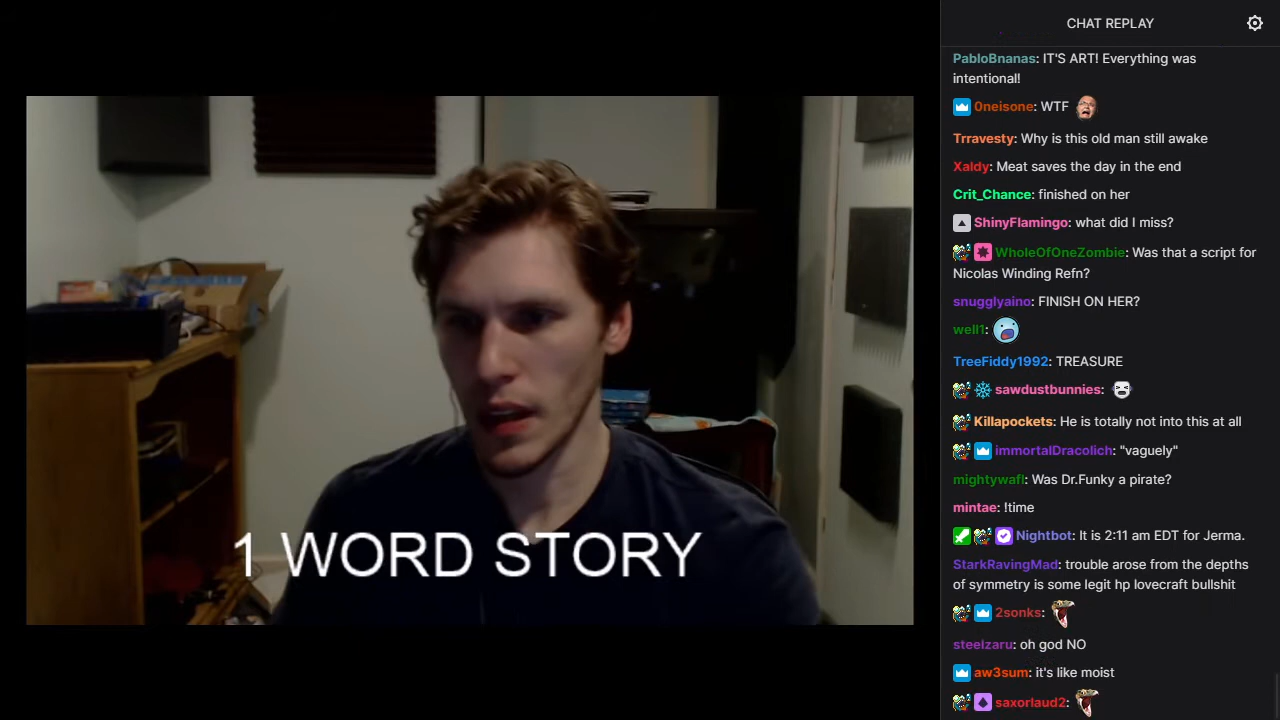 CHAT REPLAY
PabloBnanas: IT'S ART! Everything was
intentional!
0neisone: WTF
Trravesty: Why is this old man still awake
Xaldy: Meat saves the day in the end
Crit_Chance: finished on her
ShinyFlamingo: what did I miss?
WholeOfOneZombie: Was that a script for
Nicolas Winding Refn?
snugglyaino: FINISH ON HER?
well1:
TreeFiddy1992: TREASURE
sawdustbunnies:
Killapockets: He is totally not into this at all
immortalDracolich: "vaguely"
mightywafl: Was Dr.Funky a pirate?
mintae: !time
Nightbot: It is 2:11 am EDT for Jerma.
StarkRavingMad: trouble arose from the depths
of symmetry is some legit hp lovecraft bullshit
2sonks:
steelzaru: oh god NO
aw3sum: it's like moist
saxorlaud2:
1 WORD STORY